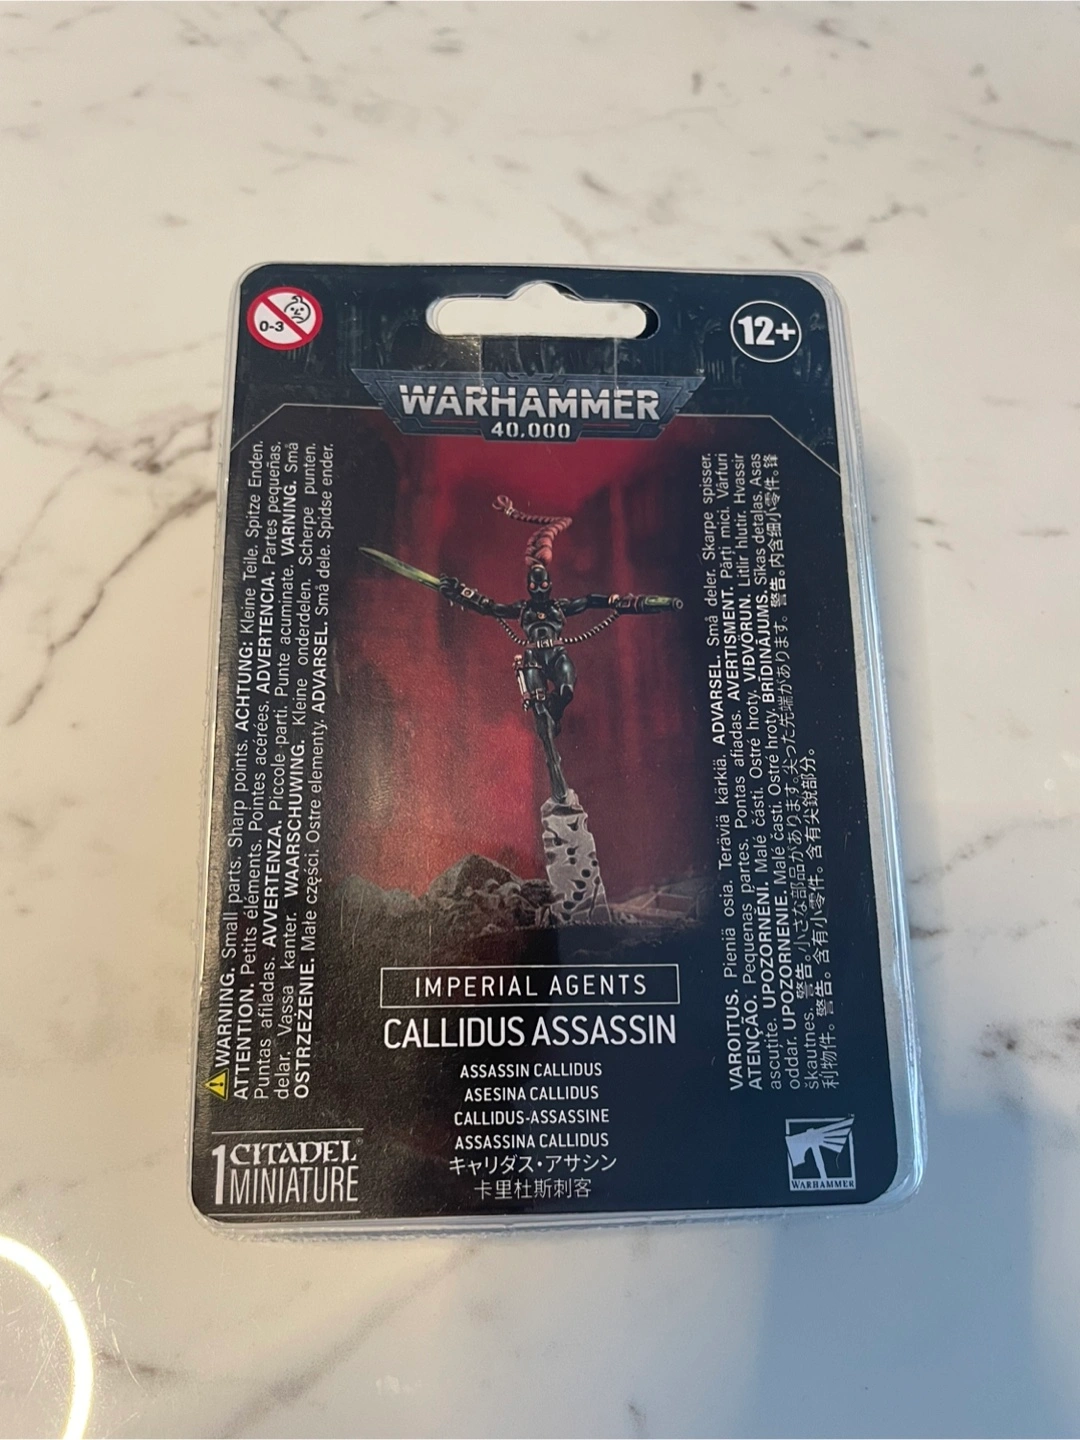 0-3
12+
WARHAMMER
40,000
⚠WARNING. Small parts. Sharp points. ACHTUNG: Kleine Teile. Spitze Enden.
ATTENTION. Petits éléments. Pointes acérées. ADVERTENCIA. Partes pequeñas.
Puntas afiladas. AVVERTENZA. Piccole parti. Punte acuminate. VARNING. Små
delar. Vassa kanter. WAARSCHUWING. Kleine onderdelen. Scherpe punten.
OSTRZEŻENIE. Małe części. Ostre elementy. ADVARSEL. Små dele. Spidse ender.
VAROITUS. Pieniä osia. Teräviä kärkiä. ADVARSEL. Små deler. Skarpe spisser.
ATENÇÃO. Pequenas partes. Pontas afiadas. AVERTISMENT. Părți mici. Vârfuri
ascuțite. UPOZORNĚNÍ. Malé části. Ostré hroty. VIÐVÖRUN. Litlir hlutir. Hvassir
oddar. UPOZORNENIE. Malé časti. Ostré hroty. BRĪDINĀJUMS. Sīkas detaļas. Asas
šķautnes. 警告。小さな部品があります。尖った先端があります。警告。内含细小零件。锋
利物件。警告。含有小零件。含有尖銳部分。
IMPERIAL AGENTS
CALLIDUS ASSASSIN
ASSASSIN CALLIDUS
ASESINA CALLIDUS
CALLIDUS-ASSASSINE
ASSASSINA CALLIDUS
キャリダス・アサシン
卡里杜斯刺客
1 CITADEL®
MINIATURE
WARHAMMER